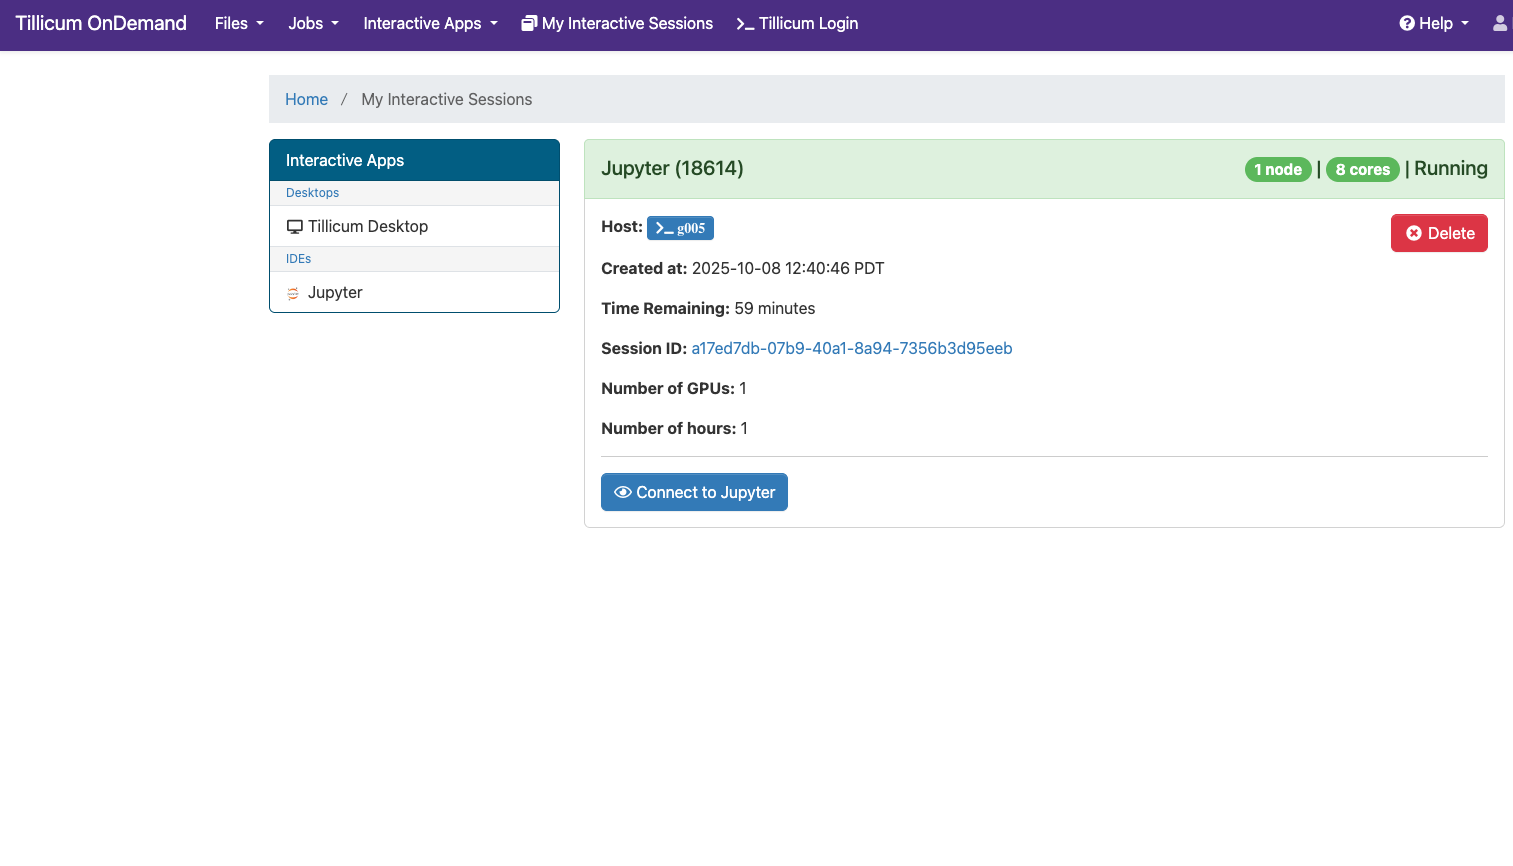 Tillicum OnDemand Files Jobs Interactive Apps My Interactive Sessions Tillicum Login Help
Home / My Interactive Sessions
Interactive Apps
Desktops
Tillicum Desktop
IDEs
Jupyter
Jupyter (18614) 1 node | 8 cores | Running
Host: >_ g005 Delete
Created at: 2025-10-08 12:40:46 PDT
Time Remaining: 59 minutes
Session ID: a17ed7db-07b9-40a1-8a94-7356b3d95eeb
Number of GPUs: 1
Number of hours: 1
Connect to Jupyter